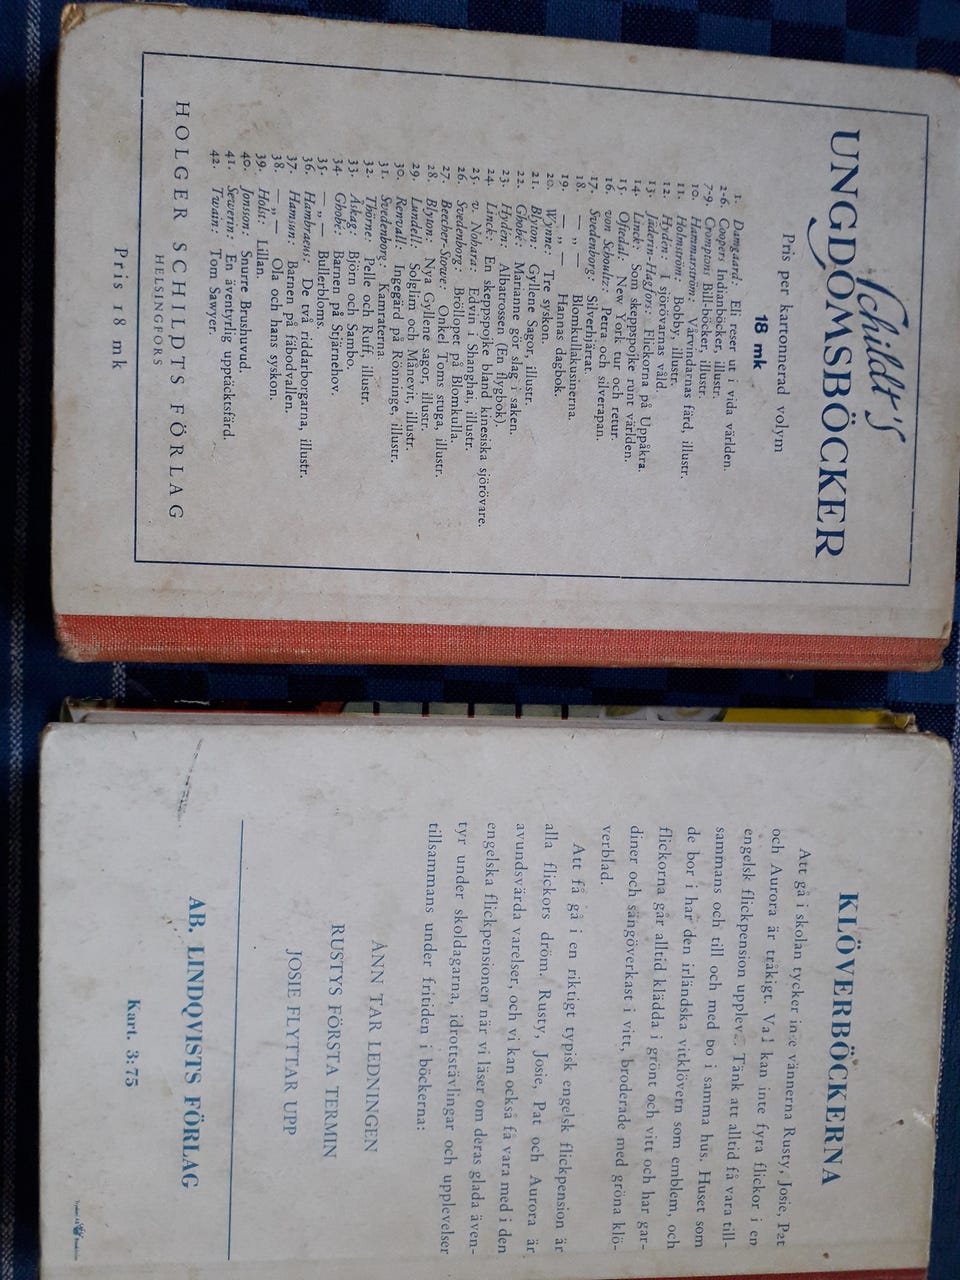 Schildt's
UNGDOMSBÖCKER
Pris per kartonnerad volym
18 mk
1. Damgaard: Eli reser ut i vida världen.
2-6. Coopers Indianböcker, illustr.
7-9. Cromptons Bill-böcker, illustr.
10. Hammarström: Vårvindarnas färd, illustr.
11. Holmström: Bobby, illustr.
12. Hyden: I sjörövarnas våld.
13. Jäderin-Hagfors: Flickorna på Uppåkra.
14. Linck: Som skeppspojke runt världen.
15. Oftedal: New York tur och retur.
16. von Schoultz: Petra och silverapan.
17. Svedenborg: Silverhjärtat.
18. — „ — Blomkullakusinerna.
19. — „ — Hannas dagbok.
20. Wynne: Tre syskon.
21. Blyton: Gyllene Sagor, illustr.
22. Ghobé: Marianne gör slag i saken.
23. Hyden: Albatrossen (En flygbok).
24. Linck: En skeppspojke bland kinesiska sjörövare.
25. v. Nohara: Edvin i Shanghai, illustr.
26. Svedenborg: Bröllopet på Blomkulla.
27. Beecher-Stowe: Onkel Toms stuga, illustr.
28. Blyton: Nya Gyllene sagor, illustr.
29. Lundell: Solglim och Månevit, illustr.
30. Renvall: Ingegärd på Rönninge, illustr.
31. Svedenborg: Kamraterna.
32. Thörne: Pelle och Ruff, illustr.
33. Askag: Björn och Sambo.
34. Ghobé: Barnen på Stjärnehov.
35. — „ — Bullerbloms.
36. Hambraeus: De två riddarborgarna, illustr.
37. Hamsun: Barnen på fäbodvallen.
38. — „ — Ola och hans syskon.
39. Holst: Lillan.
40. Jonsson: Snurre Brushuvud.
41. Sewerin: En äventyrlig upptäcktsfärd.
42. Twain: Tom Sawyer.
HOLGER SCHILDTS FÖRLAG
HELSINGFORS
Pris 18 mk
KLÖVERBÖCKERNA
Att gå i skolan tycker inte vännerna Rusty, Josie, Pat
och Aurora är tråkigt. Vad kan inte fyra flickor i en
engelsk flickpension uppleva. Tänk att alltid få vara till-
sammans och till och med bo i samma hus. Huset som
de bor i har den irländska vitklövern som emblem, och
flickorna går alltid klädda i grönt och vitt och har gar-
diner och sängöverkast i vitt, broderade med gröna klö-
verblad.
Att få gå i en riktigt typisk engelsk flickpension är
alla flickors dröm. Rusty, Josie, Pat och Aurora är
avundsvärda varelser, och vi kan också få vara med i den
engelska flickpensionen när vi läser om deras glada även-
tyr under skoldagarna, idrottstävlingar och upplevelser
tillsammans under fritiden i böckerna:
ANN TAR LEDNINGEN
RUSTYS FÖRSTA TERMIN
JOSIE FLYTTAR UPP
AB. LINDQVISTS FÖRLAG
Kart. 3:75